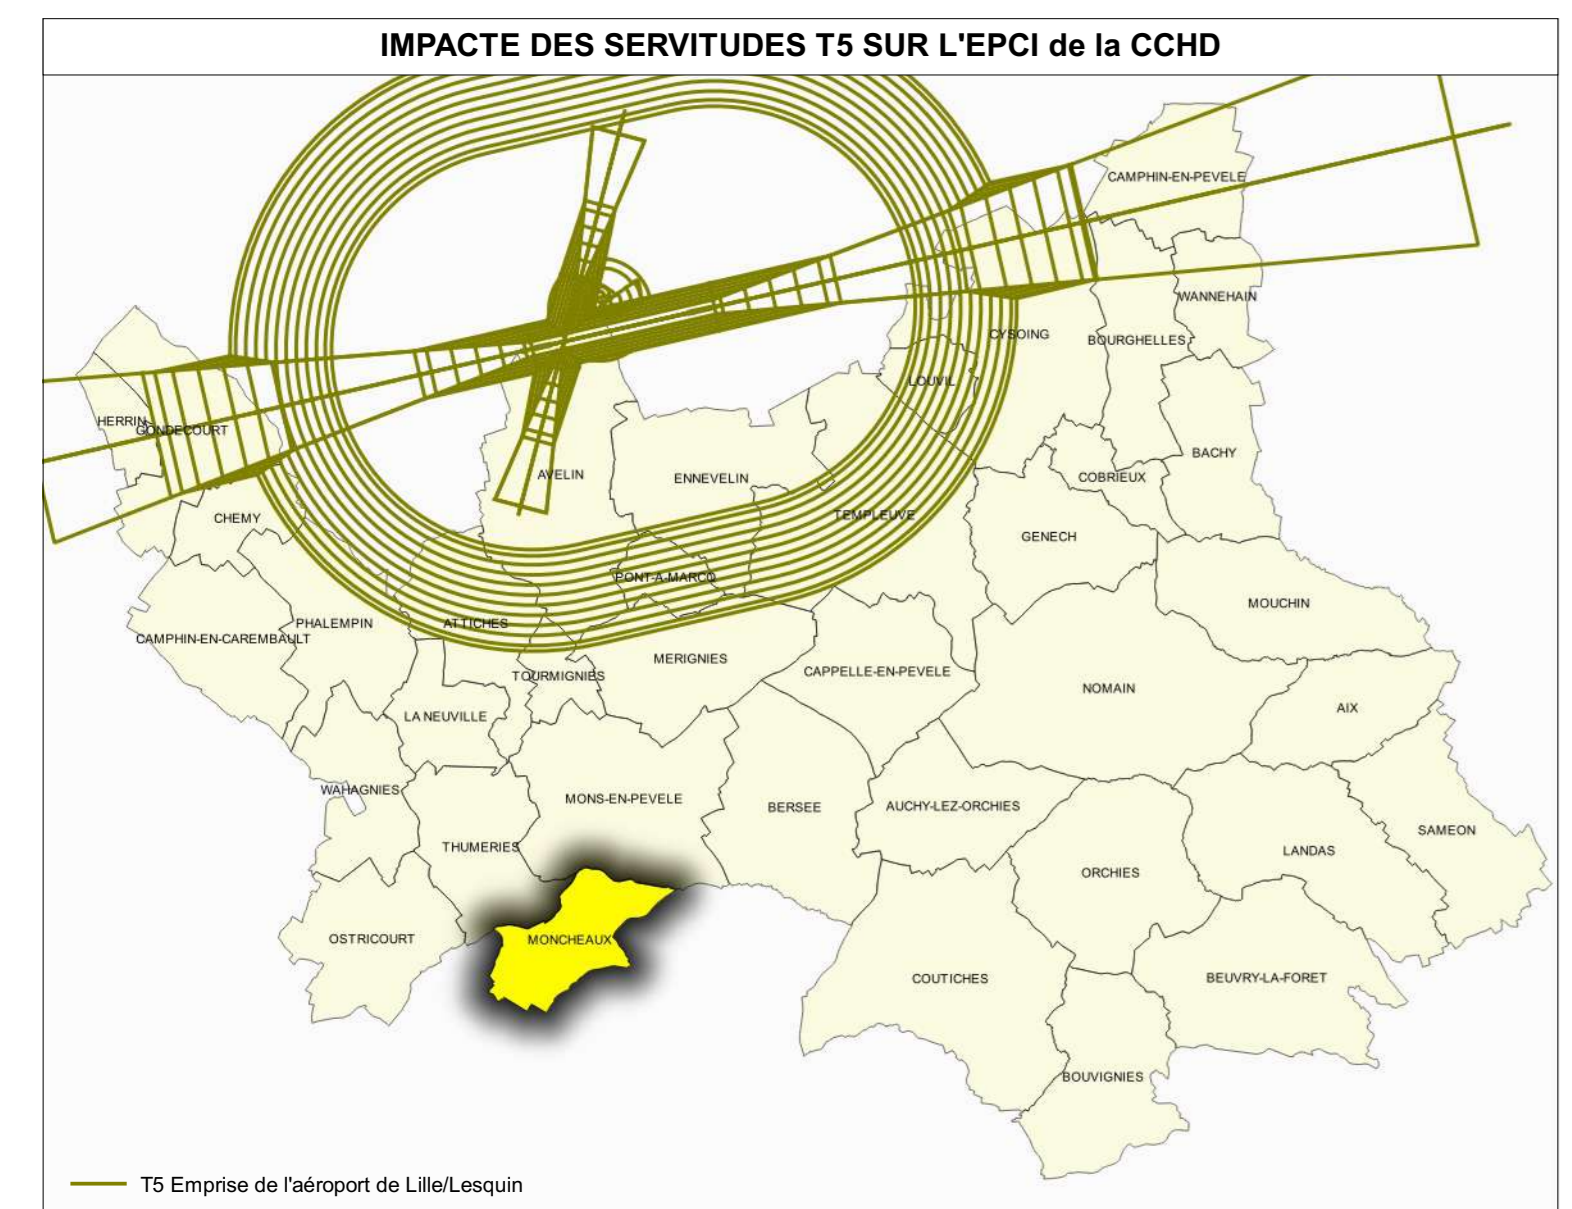 IMPACTE DES SERVITUDES T5 SUR L'EPCI de la CCHD
CAMPHIN-EN-PEVELE
WANNEHAIN
CYSOING
BOURGHELLES
LOUVIL
HERRIN
GONDECOURT
BACHY
AVELIN
ENNEVELIN
COBRIEUX
CHEMY
TEMPLEUVE
GENECH
PONT-A-MARCQ
MOUCHIN
PHALEMPIN
ATTICHES
CAMPHIN-EN-CAREMBAULT
MERIGNIES
CAPPELLE-EN-PEVELE
TOURMIGNIES
NOMAIN
AIX
LA NEUVILLE
WAHAGNIES
MONS-EN-PEVELE
BERSEE
AUCHY-LEZ-ORCHIES
SAMEON
THUMERIES
LANDAS
ORCHIES
OSTRICOURT
MONCHEAUX
COUTICHES
BEUVRY-LA-FORET
BOUVIGNIES
T5 Emprise de l'aéroport de Lille/Lesquin